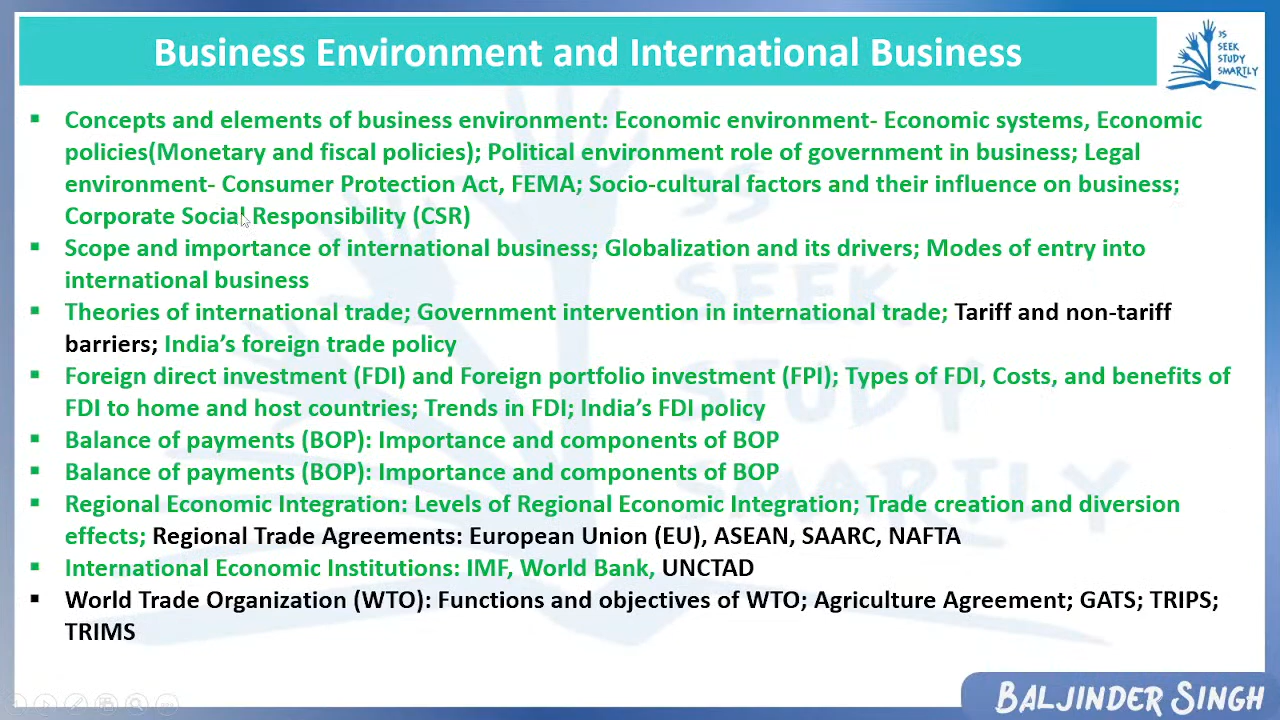 Business Environment and International Business
3S
SEEK
STUDY
SMARTLY
▪ Concepts and elements of business environment: Economic environment- Economic systems, Economic
policies(Monetary and fiscal policies); Political environment role of government in business; Legal
environment- Consumer Protection Act, FEMA; Socio-cultural factors and their influence on business;
Corporate Social Responsibility (CSR)
▪ Scope and importance of international business; Globalization and its drivers; Modes of entry into
international business
▪ Theories of international trade; Government intervention in international trade; Tariff and non-tariff
barriers; India’s foreign trade policy
▪ Foreign direct investment (FDI) and Foreign portfolio investment (FPI); Types of FDI, Costs, and benefits of
FDI to home and host countries; Trends in FDI; India’s FDI policy
▪ Balance of payments (BOP): Importance and components of BOP
▪ Balance of payments (BOP): Importance and components of BOP
▪ Regional Economic Integration: Levels of Regional Economic Integration; Trade creation and diversion
effects; Regional Trade Agreements: European Union (EU), ASEAN, SAARC, NAFTA
▪ International Economic Institutions: IMF, World Bank, UNCTAD
▪ World Trade Organization (WTO): Functions and objectives of WTO; Agriculture Agreement; GATS; TRIPS;
TRIMS
3S
SEEK
STUDY
SMARTLY
BALJINDER SINGH